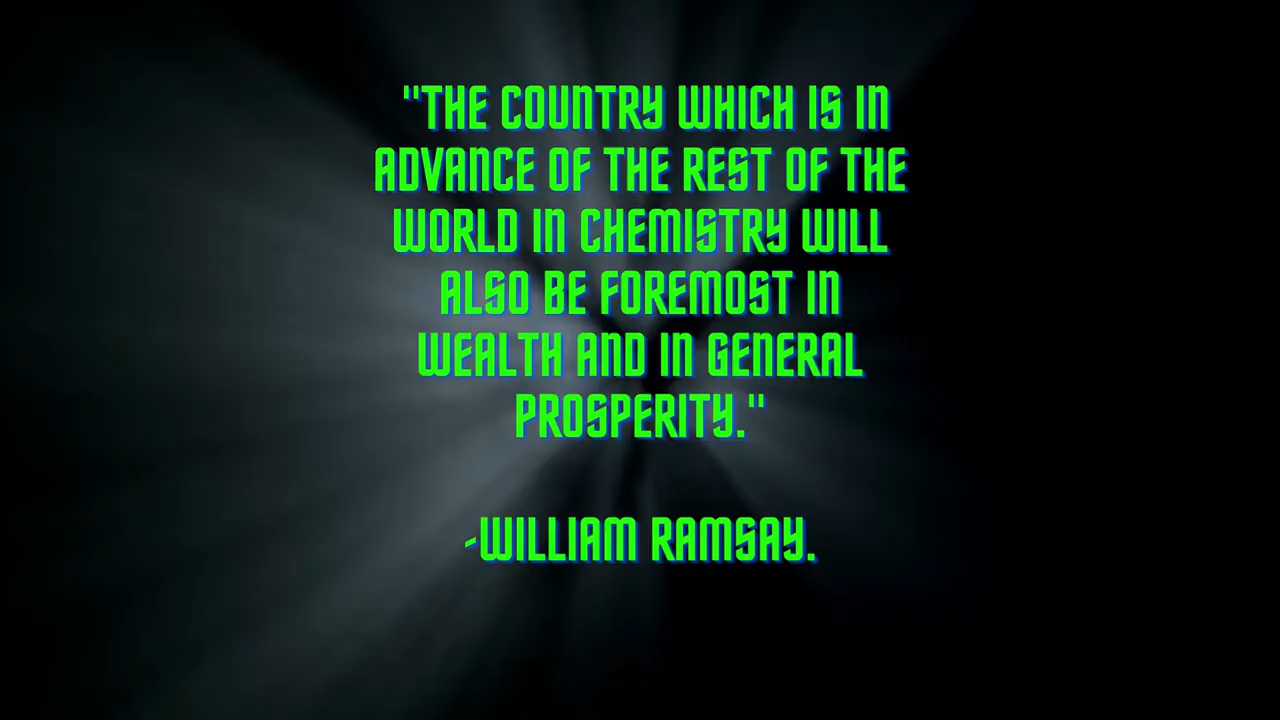 "THE COUNTRY WHICH IS IN
ADVANCE OF THE REST OF THE
WORLD IN CHEMISTRY WILL
ALSO BE FOREMOST IN
WEALTH AND IN GENERAL
PROSPERITY."
-WILLIAM RAMSAY.